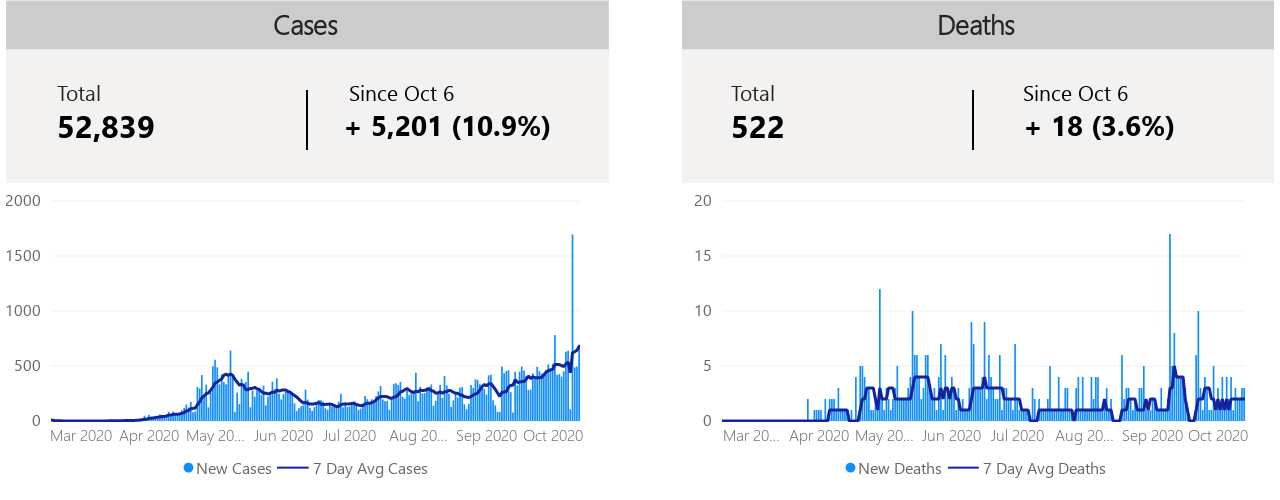 Cases
Total
Since Oct 6
52,839
+ 5,201 (10.9%)
2000
1500
1000
500
0
Mar 2020 Apr 2020 May 20... Jun 2020 Jul 2020 Aug 20... Sep 2020 Oct 2020
New Cases 7 Day Avg Cases
Deaths
Total
Since Oct 6
522
+ 18 (3.6%)
20
15
10
5
0
Mar 20... Apr 2020 May 20... Jun 2020 Jul 2020 Aug 20... Sep 2020 Oct 2020
New Deaths 7 Day Avg Deaths